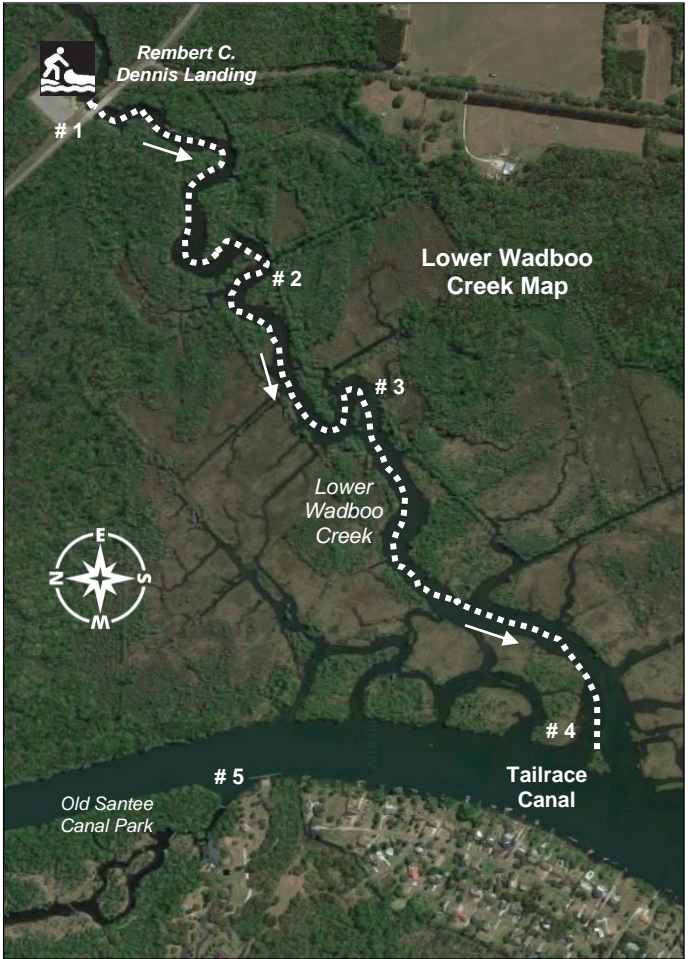 Rembert C.
Dennis Landing
# 1
Lower Wadboo
Creek Map
# 2
# 3
Lower
Wadboo
Creek
E
N
S
W
# 4
# 5
Tailrace
Canal
Old Santee
Canal Park